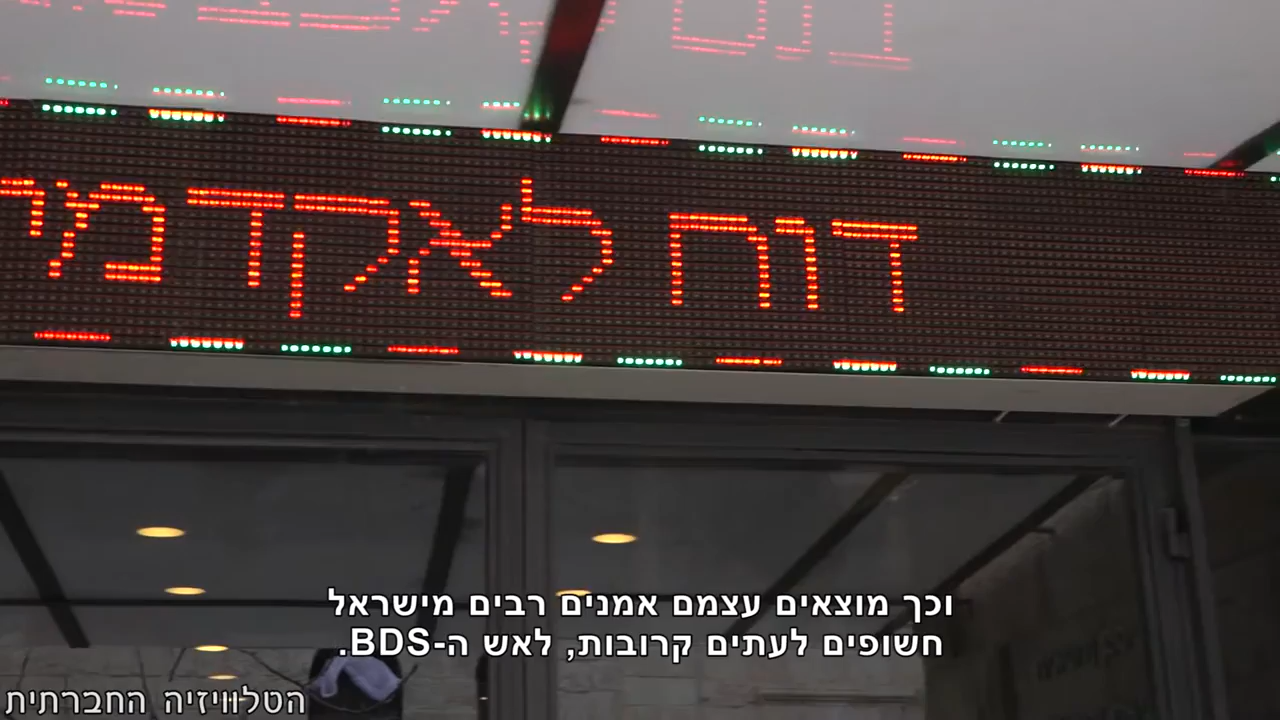 דוח לאקדמי
וכך מוצאים עצמם אמנים רבים מישראל
חשופים לעתים קרובות, לאש ה-BDS.
הטלוויזיה החברתית